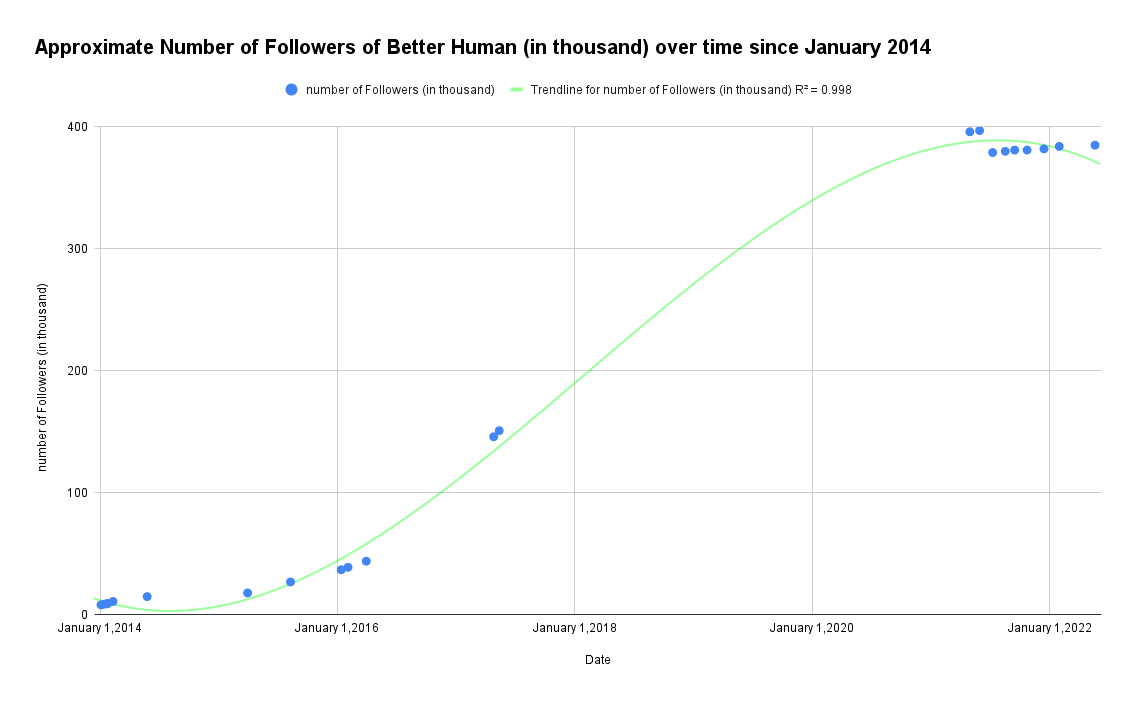 Approximate Number of Followers of Better Human (in thousand) over time since January 2014
number of Followers (in thousand)
Trendline for number of Followers (in thousand) R² = 0.998
number of Followers (in thousand)
400
300
200
100
0
January 1,2014
January 1,2016
January 1,2018
January 1,2020
January 1,2022
Date